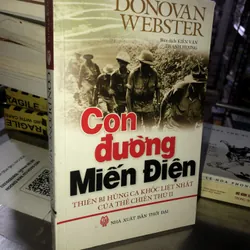 DONOVAN
WEBSTER
Con
đường
Miến Điện
THIÊN BI HÙNG CA KHỐC LIỆT NHẤT
CỦA THẾ CHIẾN THỨ II
NHÀ XUẤT BẢN THỜI ĐẠI
FRAGILE